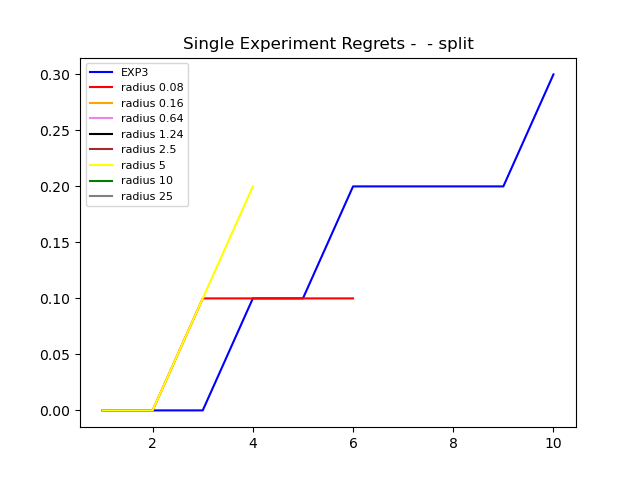 Single Experiment Regrets -  - split
EXP3
radius 0.08
radius 0.16
radius 0.64
radius 1.24
radius 2.5
radius 5
radius 10
radius 25
0.30
0.25
0.20
0.15
0.10
0.05
0.00
2 4 6 8 10